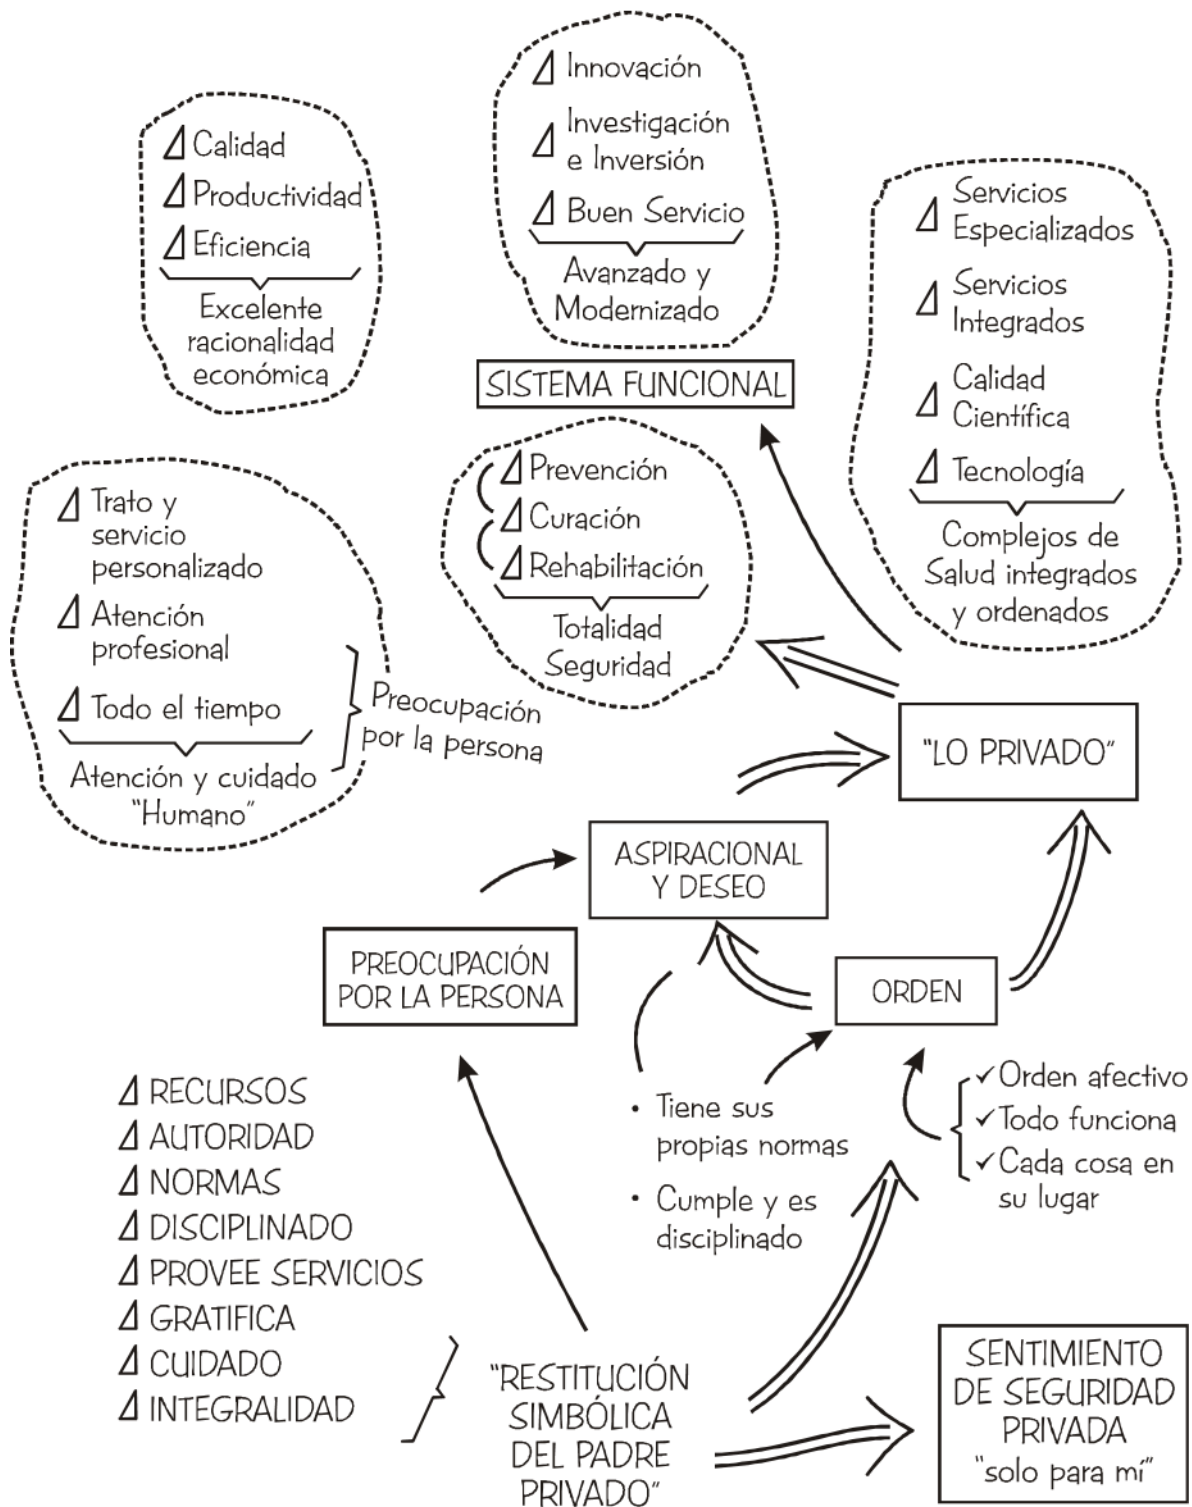 Calidad
Productividad
Eficiencia
Excelente
racionalidad
económica
Innovación
Investigación
e Inversión
Buen Servicio
Avanzado y
Modernizado
Servicios
Especializados
Servicios
Integrados
Calidad
Científica
Tecnología
Complejos de
Salud integrados
y ordenados
SISTEMA FUNCIONAL
Trato y
servicio
personalizado
Atención
profesional
Todo el tiempo
Atención y cuidado
"Humano"
Preocupación
por la persona
Prevención
Curación
Rehabilitación
Totalidad
Seguridad
"LO PRIVADO"
ASPIRACIONAL
Y DESEO
PREOCUPACIÓN
POR LA PERSONA
ORDEN
• Tiene sus
propias normas
• Cumple y es
disciplinado
✓ Orden afectivo
✓ Todo funciona
✓ Cada cosa en
su lugar
RECURSOS
AUTORIDAD
NORMAS
DISCIPLINADO
PROVEE SERVICIOS
GRATIFICA
CUIDADO
INTEGRALIDAD
"RESTITUCIÓN
SIMBÓLICA
DEL PADRE
PRIVADO"
SENTIMIENTO
DE SEGURIDAD
PRIVADA
"solo para mí"